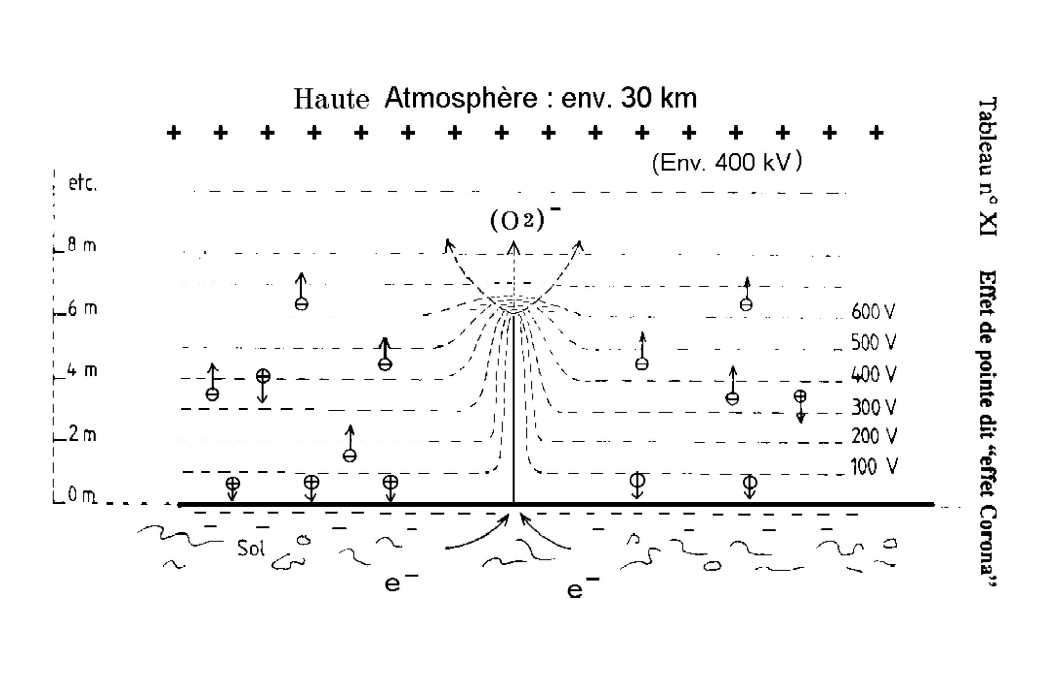 Haute Atmosphère : env. 30 km
+ + + + + + + + + + + + + + + +
(Env. 400 kV)
etc.
(O2)⁻
8 m
6 m
600 V
500 V
4 m
400 V
300 V
2 m
200 V
100 V
0 m
Sol
e⁻
e⁻
Tableau n° XI Effet de pointe dit “effet Corona”